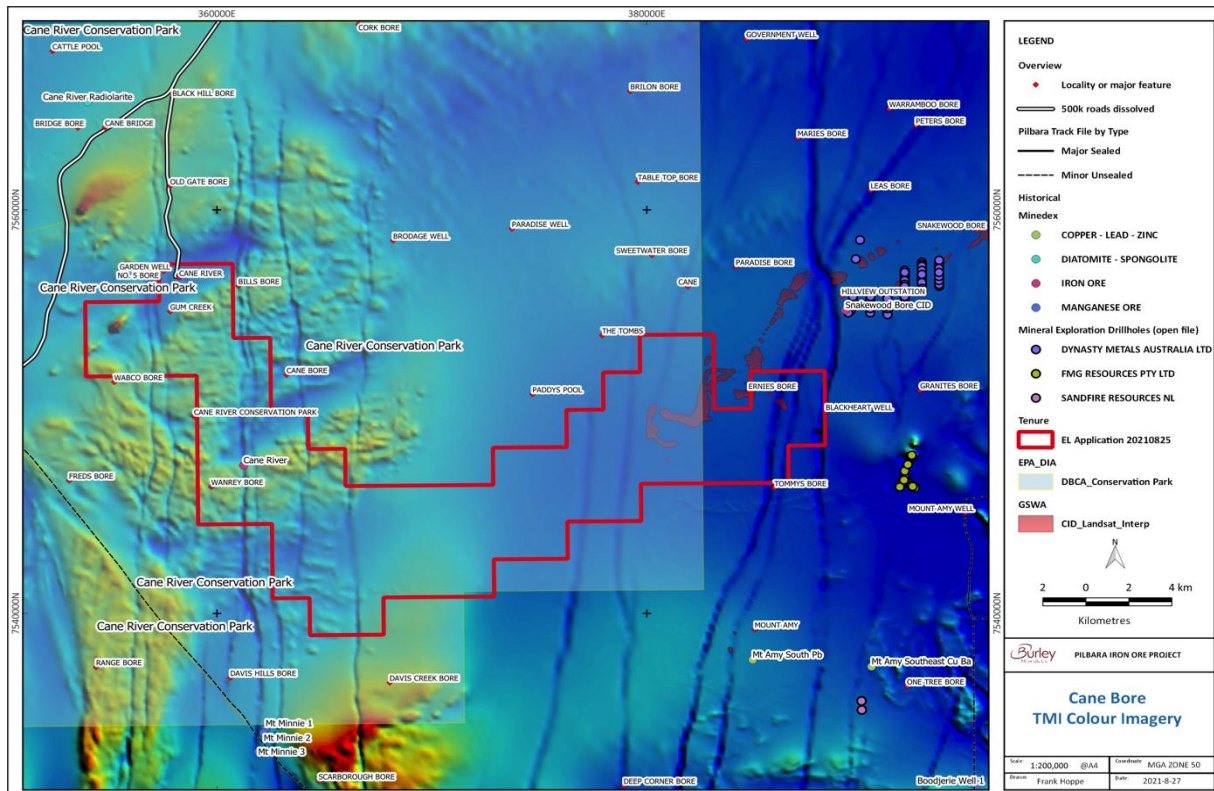 360000E
380000E
Cane River Conservation Park
CORK BORE
CATTLE POOL
GOVERNMENT WELL
Cane River Radiolarite
BLACK HILL BORE
BRILON BORE
WARRAMBOO BORE
BRIDGE BORE
CANE BRIDGE
PETERS BORE
MARIES BORE
OLD GATE BORE
TABLE TOP BORE
LEAS BORE
7560000N
7560000N
PARADISE WELL
SNAKEWOOD BORE
BRODAGE WELL
SWEETWATER BORE
GARDEN WELL
NO. 5 BORE
CANE RIVER
PARADISE BORE
BILLS BORE
CANE
Cane River Conservation Park
HILLVIEW OUTSTATION
Snakewood Bore CID
GUM CREEK
THE TOMBS
Cane River Conservation Park
CANE BORE
WABCO BORE
PADDYS POOL
ERNIES BORE
GRANITES BORE
CANE RIVER CONSERVATION PARK
BLACKHEART WELL
Cane River
FREDS BORE
WANREY BORE
TOMMYS BORE
MOUNT AMY WELL
Cane River Conservation Park
7540000N
7540000N
Cane River Conservation Park
MOUNT AMY
RANGE BORE
Mt Amy South Pb
Mt Amy Southeast Cu Ba
DAVIS HILLS BORE
DAVIS CREEK BORE
ONE TREE BORE
Mt Minnie 1
Mt Minnie 2
Mt Minnie 3
SCARBOROUGH BORE
DEEP CORNER BORE
Boodjerie Well 1
LEGEND
Overview
Locality or major feature
500k roads dissolved
Pilbara Track File by Type
Major Sealed
Minor Unsealed
Historical
Minedex
COPPER - LEAD - ZINC
DIATOMITE - SPONGOLITE
IRON ORE
MANGANESE ORE
Mineral Exploration Drillholes (open file)
DYNASTY METALS AUSTRALIA LTD
FMG RESOURCES PTY LTD
SANDFIRE RESOURCES NL
Tenure
EL Application 20210825
EPA_DIA
DBCA_Conservation Park
GSWA
CID_Landsat_Interp
N
2 0 2 4 km
Kilometres
Burley
PILBARA IRON ORE PROJECT
Cane Bore
TMI Colour Imagery
Scale: 1:200,000 @A4
Coordinate MGA ZONE 50
Drawn: Frank Hoppe
Date: 2021-8-27